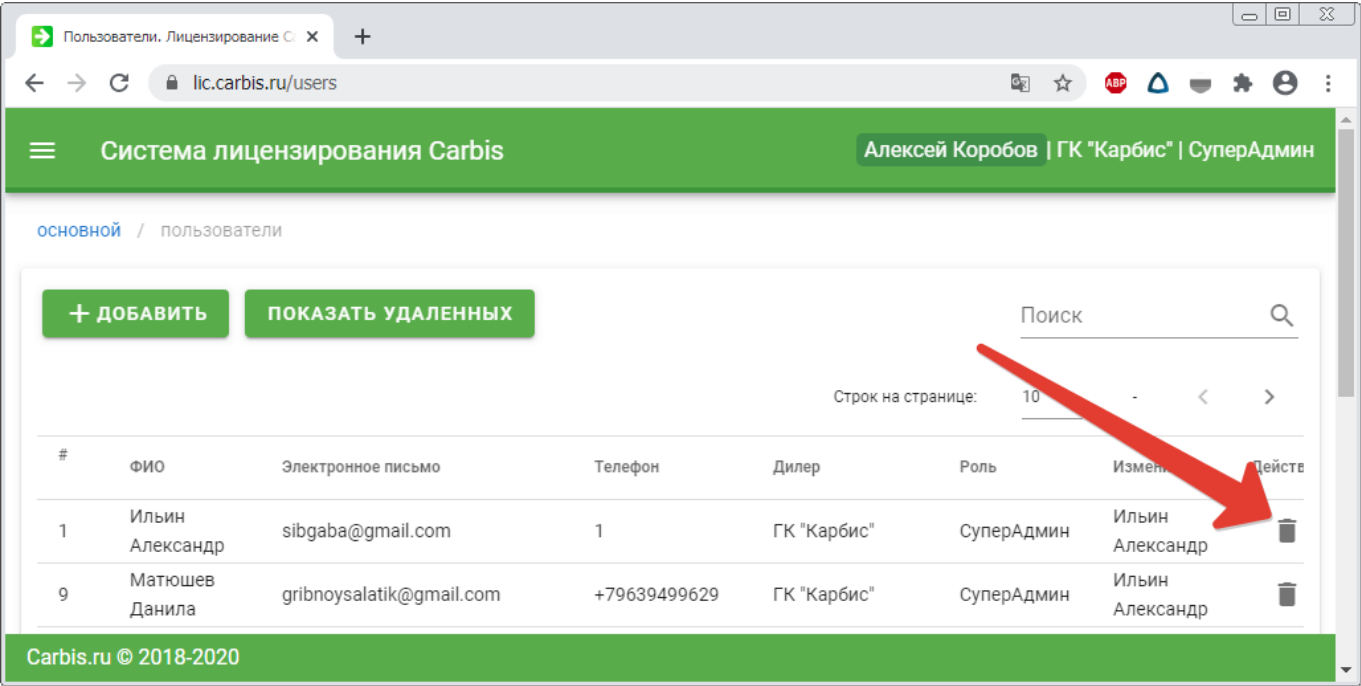 Пользователи. Лицензирование Ca
lic.carbis.ru/users
ABP
Система лицензирования Carbis
Алексей Коробов | ГК "Карбис" | СуперАдмин
основной / пользователи
+ ДОБАВИТЬ
ПОКАЗАТЬ УДАЛЕННЫХ
Поиск
Строк на странице: 10 -
# ФИО Электронное письмо Телефон Дилер Роль Измен Действ
1 Ильин Александр sibgaba@gmail.com 1 ГК "Карбис" СуперАдмин Ильин Александр
9 Матюшев Данила gribnoysalatik@gmail.com +79639499629 ГК "Карбис" СуперАдмин Ильин Александр
Carbis.ru © 2018-2020